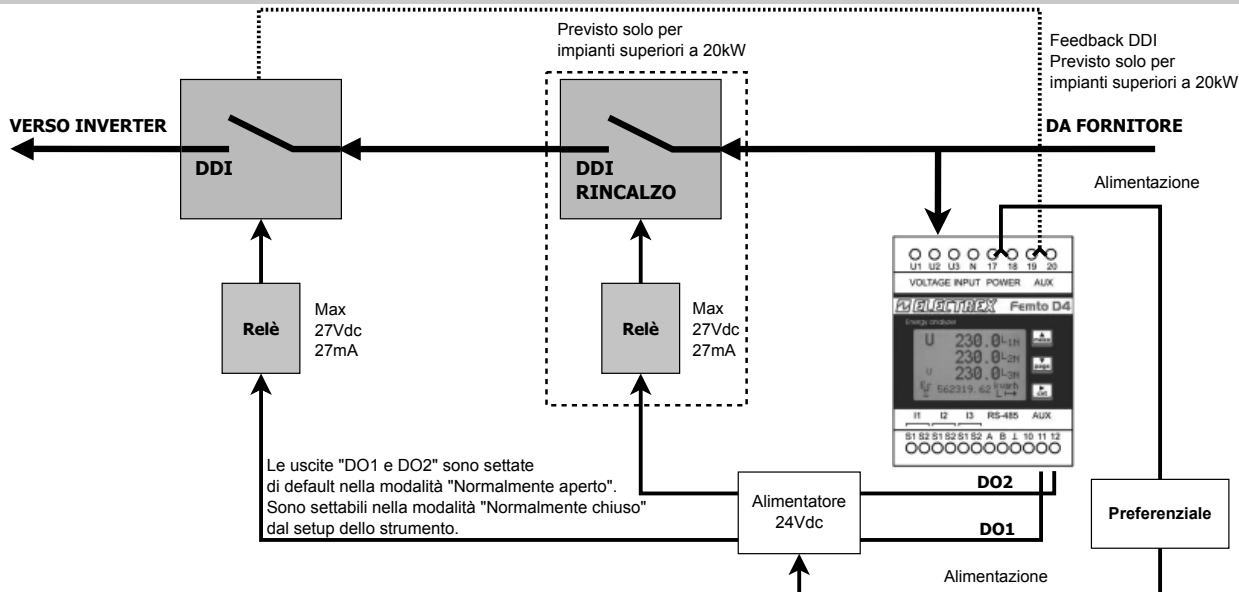 Previsto solo per
impianti superiori a 20kW
Feedback DDI
Previsto solo per
impianti superiori a 20kW
VERSO INVERTER
DA FORNITORE
DDI
DDI
RINCALZO
Alimentazione
U1 U2 U3 N 17 18 19 20
VOLTAGE INPUT POWER AUX
ELECTREX Femto D4
Energy analyzer
U 230.0 L1N
230.0 L2N
U 230.0 L3N
562319.62 kvarh
menu
page
I1 I2 I3 RS-485 AUX
S1 S2 S1 S2 S1 S2 A B ⊥ 10 11 12
Relè
Max
27Vdc
27mA
Relè
Max
27Vdc
27mA
Le uscite "DO1 e DO2" sono settate
di default nella modalità "Normalmente aperto".
Sono settabili nella modalità "Normalmente chiuso"
dal setup dello strumento.
Alimentatore
24Vdc
DO2
DO1
Preferenziale
Alimentazione